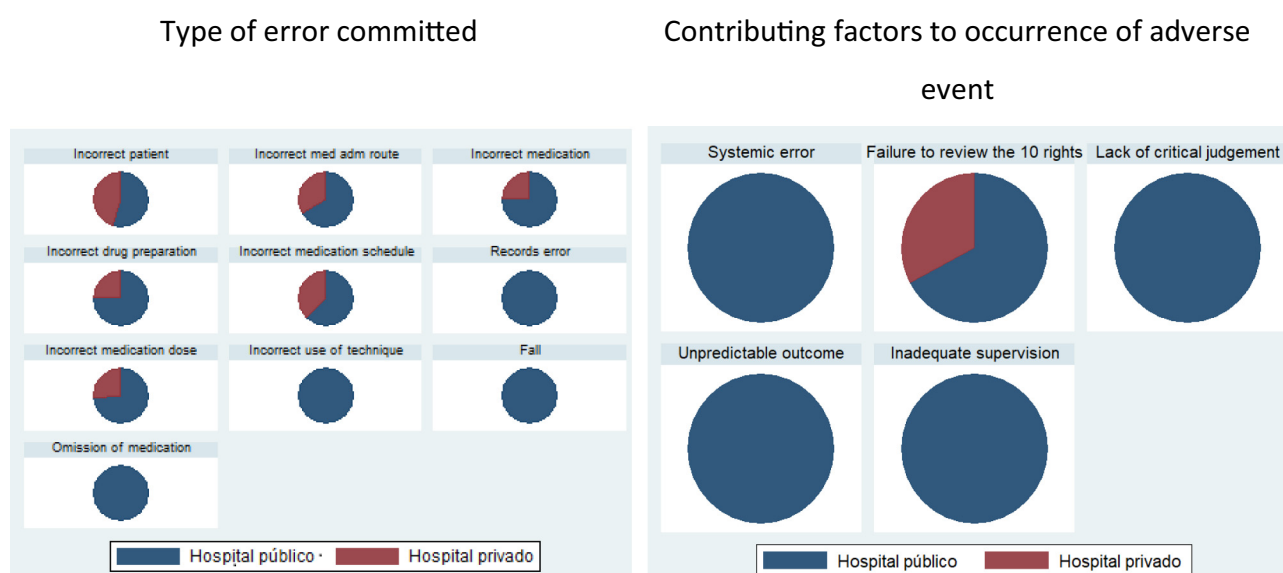 Type of error committed
Contributing factors to occurrence of adverse
event
Incorrect patient
Incorrect med adm route
Incorrect medication
Incorrect drug preparation
Incorrect medication schedule
Records error
Incorrect medication dose
Incorrect use of technique
Fall
Omission of medication
Hospital público
Hospital privado
Systemic error
Failure to review the 10 rights
Lack of critical judgement
Unpredictable outcome
Inadequate supervision
Hospital público
Hospital privado